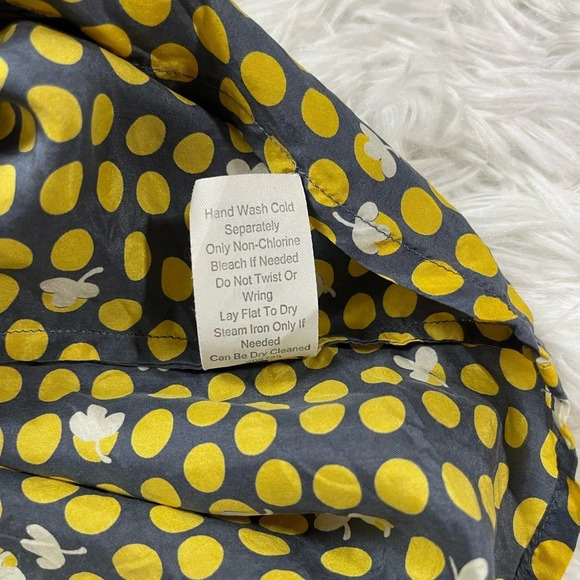 Hand Wash Cold
Separately
Only Non-Chlorine
Bleach If Needed
Do Not Twist Or
Wring
Lay Flat To Dry
Steam Iron Only If
Needed
Can Be Dry Cleaned